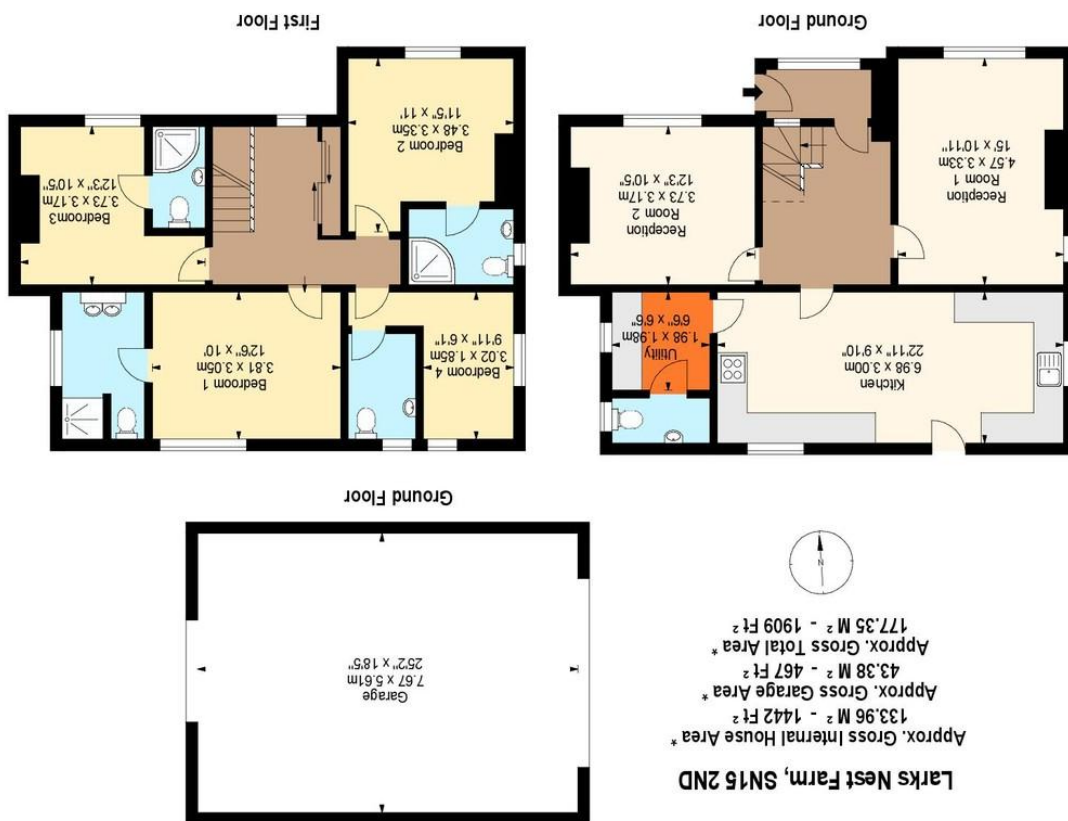 Larks Nest Farm, SN15 2ND
Approx. Gross Internal House Area *
133.96 M ² - 1442 Ft ²
Approx. Gross Garage Area *
43.38 M ² - 467 Ft ²
Approx. Gross Total Area *
177.35 M ² - 1909 Ft ²
N
Garage
7.67 x 5.61m
25'2" x 18'5"
Ground Floor
Kitchen
6.98 x 3.00m
22'11" x 9'10"
Utility
1.98 x 1.98m
6'6" x 6'6"
Reception
Room 1
4.57 x 3.33m
15' x 10'11"
Reception
Room 2
3.73 x 3.17m
12'3" x 10'5"
Ground Floor
Bedroom 4
3.02 x 1.85m
9'11" x 6'1"
Bedroom 1
3.81 x 3.05m
12'6" x 10'
Bedroom 2
3.48 x 3.35m
11'5" x 11'
Bedroom3
3.73 x 3.17m
12'3" x 10'5"
First Floor